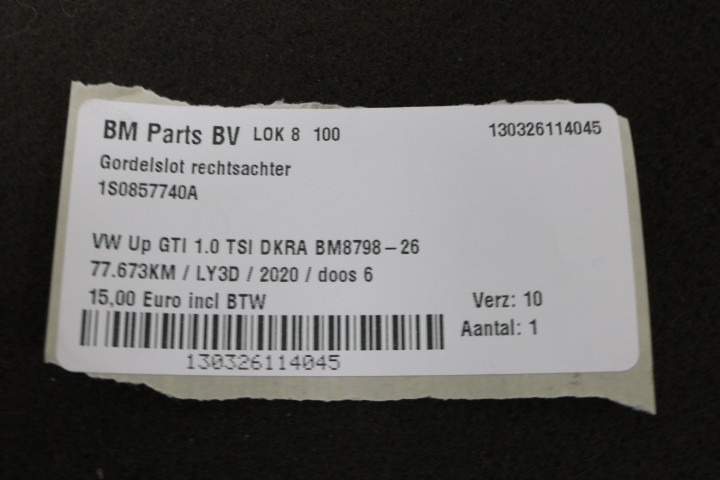 BM Parts BV LOK 8 100 130326114045
Gordelslot rechtsachter
1S0857740A
VW Up GTI 1.0 TSI DKRA BM8798-26
77.673KM / LY3D / 2020 / doos 6
15,00 Euro incl BTW Verz: 10
Aantal: 1
130326114045